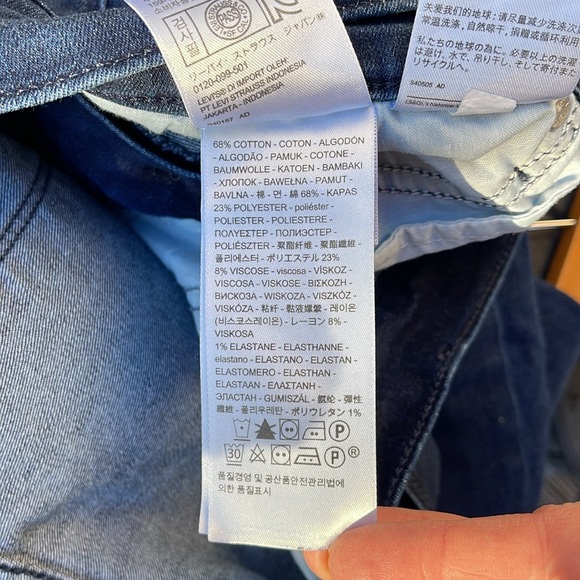 검사필
リーバイ・ストラウス ジャパン㈱
0120-099-501
LEVI'S® DI IMPOR OLEH:
PT LEVI STRAUSS INDONESIA
JAKARTA - INDONESIA
AD
关爱我们的地球: 请尽量减少洗涤次
常温洗涤, 自然晾干, 捐赠或循环利
私たちの地球の為に。必要以上の洗濯
は避け、水で、吊り干し、そして寄付また
リサイクルへ。
S40505 AD
68% COTTON - COTON - ALGODÓN
- ALGODÃO - PAMUK - COTONE -
BAUMWOLLE - KATOEN - BAMBAKI
- ХЛОПОК - BAWEŁNA - PAMUT -
BAVLNA - 棉 - 면 - 綿 68% - KAPAS
23% POLYESTER - poliéster -
POLIESTER - POLIESTERE -
ΠΟΛΥΕΣΤΕΡ - ПОЛИЭСТЕР -
POLIÉSZTER - 聚酯纤维 - 聚酯纖維 -
폴리에스터 - ポリエステル 23%
8% VISCOSE - viscosa - VİSKOZ -
VISCOSA - VISKOSE - ΒΙΣΚΟΖΗ -
ВИСКОЗА - WISKOZA - VISZKÓZ -
VISKÓZA - 粘纤 - 黏液嫘縈 - 레이온
(비스코스레이온) - レーヨン 8% -
VISKOSA
1% ELASTANE - ELASTHANNE -
elastano - ELASTANO - ELASTAN -
ELASTOMERO - ELASTHAN -
ELASTAAN - ΕΛΑΣΤΑΝΗ -
ЭЛАСТАН - GUMISZÁL - 氨纶 - 彈性
纖維 - 폴리우레탄 - ポリウレタン 1%
P
30 P ®
품질경영 및 공산품안전관리법에
의한 품질표시